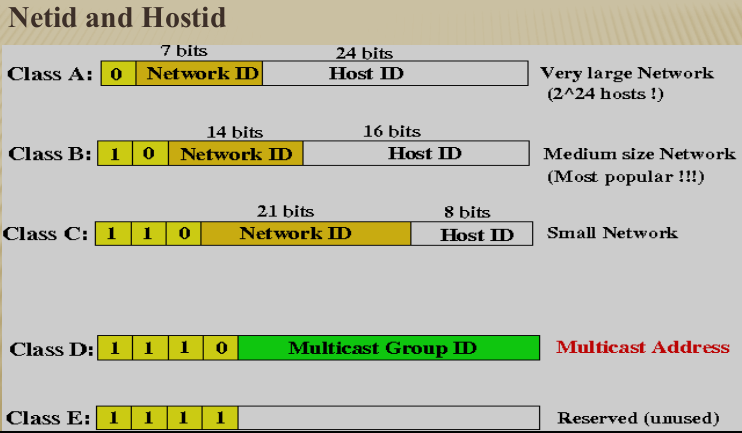 Netid and Hostid
7 bits 24 bits
Class A: 0 Network ID Host ID Very large Network
(2^24 hosts !)
14 bits 16 bits
Class B: 1 0 Network ID Host ID Medium size Network
(Most popular !!!)
21 bits 8 bits
Class C: 1 1 0 Network ID Host ID Small Network
Class D: 1 1 1 0 Multicast Group ID Multicast Address
Class E: 1 1 1 1 Reserved (unused)